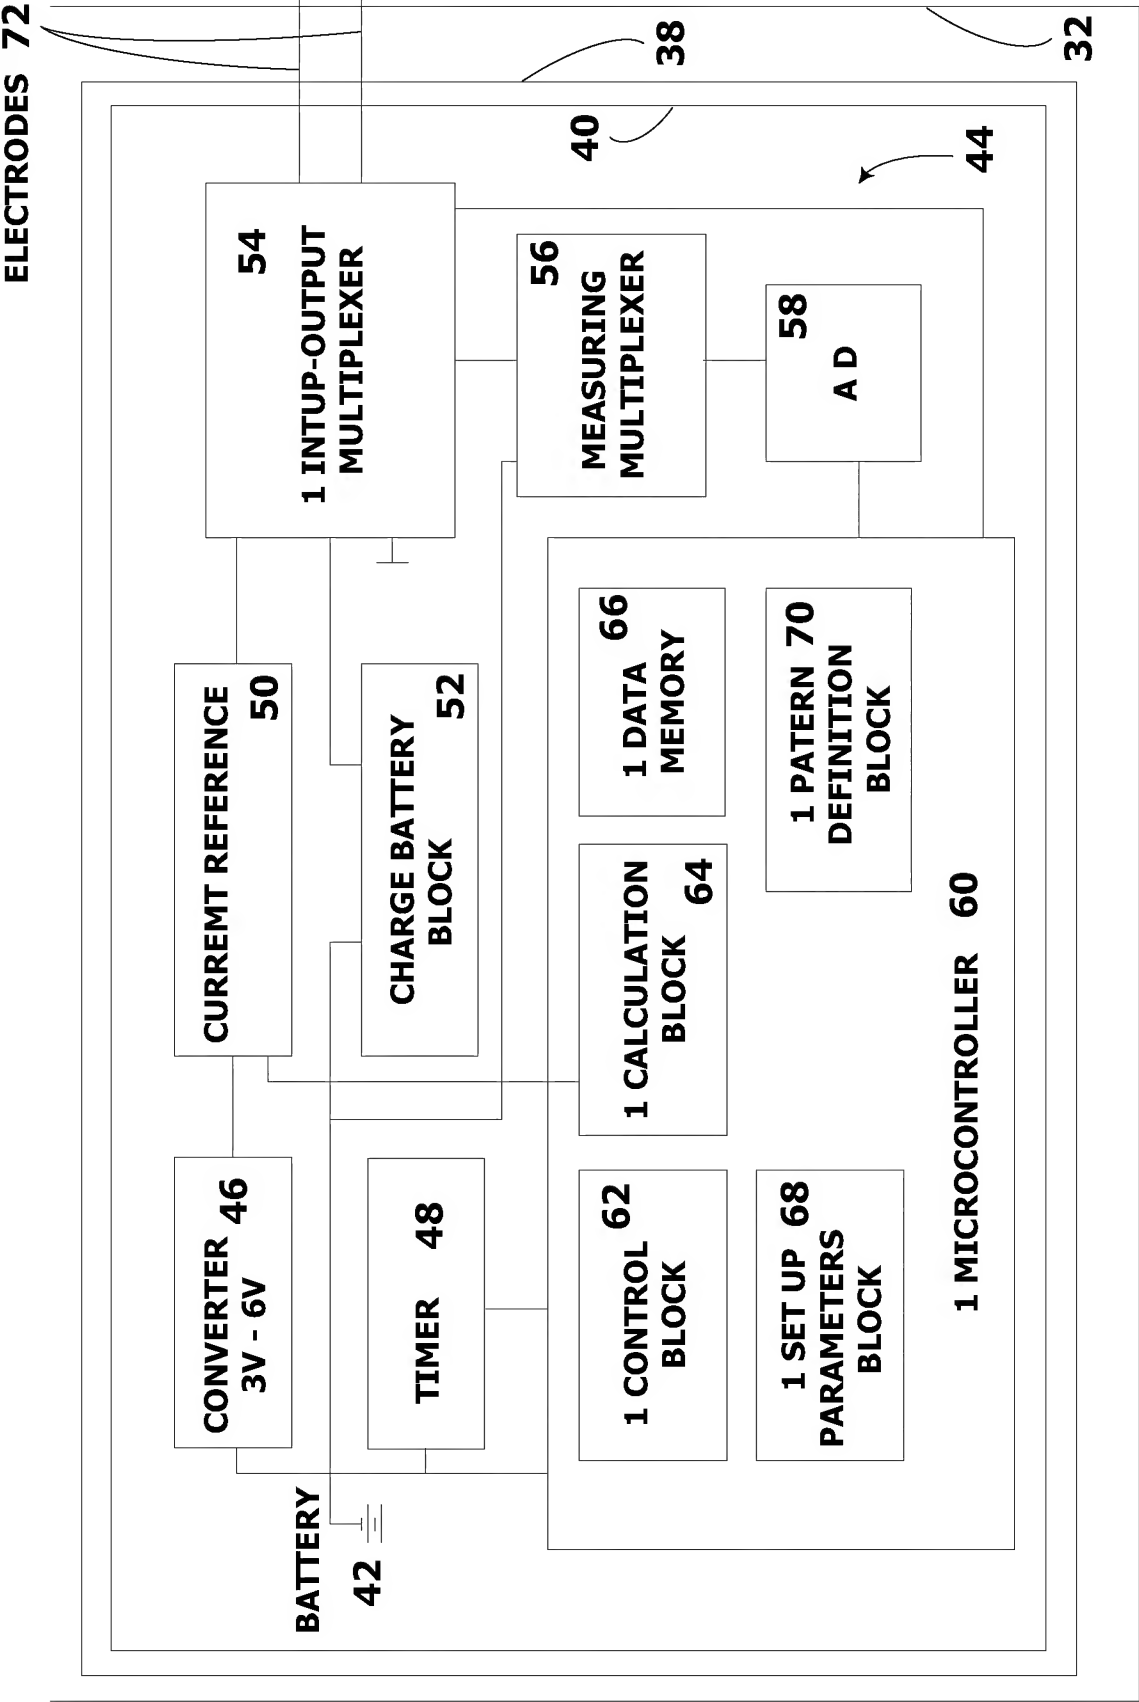 ELECTRODES 72
38
32
40
44
54
1 INTUP-OUTPUT
MULTIPLEXER
56
MEASURING
MULTIPLEXER
58
A D
CURREMT REFERENCE
50
CHARGE BATTERY
BLOCK
52
66
1 DATA
MEMORY
1 PATERN 70
DEFINITION
BLOCK
1 CALCULATION
BLOCK 64
CONVERTER 46
3V - 6V
TIMER 48
1 CONTROL 62
BLOCK
1 SET UP 68
PARAMETERS
BLOCK
1 MICROCONTROLLER 60
BATTERY
42